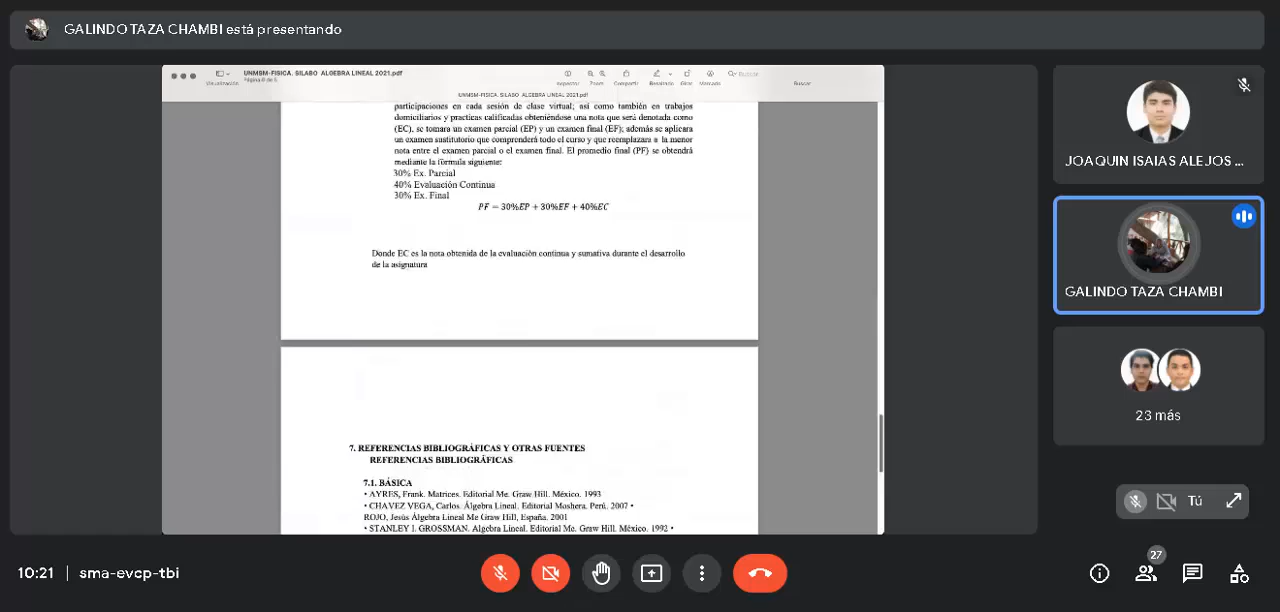 GALINDO TAZA CHAMBI está presentando
UNMSM-FISICA. SILABO ALGEBRA LINEAL 2021.pdf
UNMSM-FISICA. SILABO ALGEBRA LINEAL 2021.pdf
participaciones en cada sesión de clase virtual; así como también en trabajos
domiciliarios y practicas calificadas obteniéndose una nota que será denotada como
(EC), se tomara un examen parcial (EP) y un examen final (EF); además se aplicara
un examen sustitutorio que comprenderá todo el curso y que reemplazara a la menor
nota entre el examen parcial o el examen final. El promedio final (PF) se obtendrá
mediante la fórmula siguiente:
30% Ex. Parcial
40% Evaluación Continua
30% Ex. Final
PF = 30%EP + 30%EF + 40%EC
Donde EC es la nota obtenida de la evaluación continua y sumativa durante el desarrollo
de la asignatura
7. REFERENCIAS BIBLIOGRÁFICAS Y OTRAS FUENTES
REFERENCIAS BIBLIOGRÁFICAS
7.1. BÁSICA
• AYRES, Frank. Matrices. Editorial Mc. Graw Hill. México. 1993
• CHAVEZ VEGA, Carlos. Álgebra Lineal. Editorial Moshera. Perú. 2007 •
ROJO, Jesús Álgebra Lineal Mc Graw Hill, España. 2001
• STANLEY I. GROSSMAN. Algebra Lineal. Editorial Mc. Graw Hill. México. 1992 •
JOAQUIN ISAIAS ALEJOS ...
GALINDO TAZA CHAMBI
23 más
Tú
10:21 | sma-evcp-tbi
27